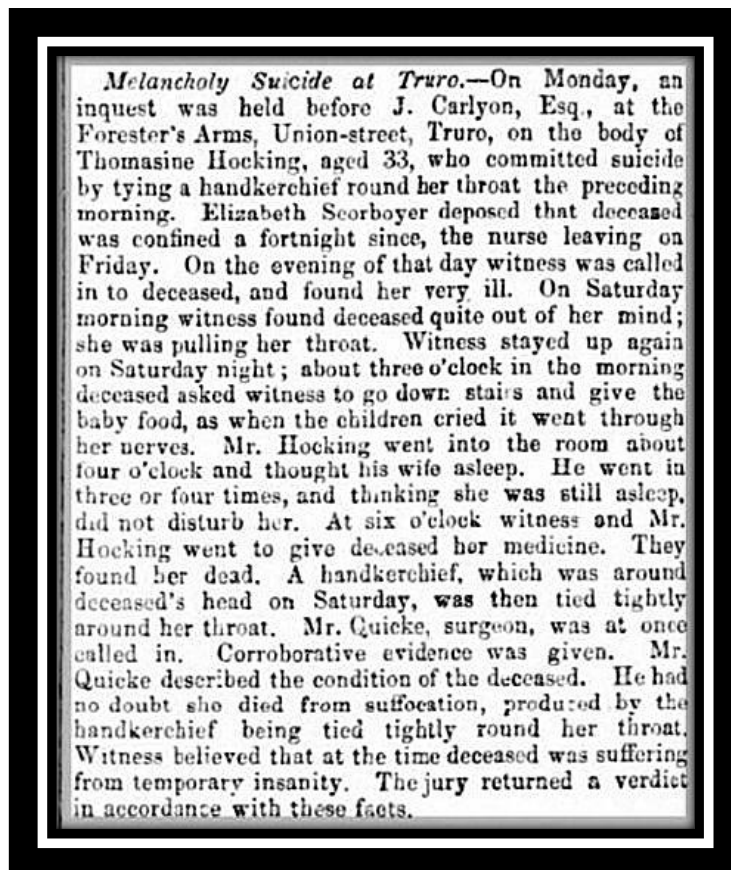 Melancholy Suicide at Truro.—On Monday, an
inquest was held before J. Carlyon, Esq., at the
Forester's Arms, Union-street, Truro, on the body of
Thomasine Hocking, aged 33, who committed suicide
by tying a handkerchief round her throat the preceding
morning. Elizabeth Scorboyer deposed that deceased
was confined a fortnight since, the nurse leaving on
Friday. On the evening of that day witness was called
in to deceased, and found her very ill. On Saturday
morning witness found deceased quite out of her mind;
she was pulling her throat. Witness stayed up again
on Saturday night; about three o'clock in the morning
deceased asked witness to go down stairs and give the
baby food, as when the children cried it went through
her nerves. Mr. Hocking went into the room about
four o'clock and thought his wife asleep. He went in
three or four times, and thinking she was still asleep,
did not disturb her. At six o'clock witness and Mr.
Hocking went to give deceased her medicine. They
found her dead. A handkerchief, which was around
deceased's head on Saturday, was then tied tightly
around her throat. Mr. Quicke, surgeon, was at once
called in. Corroborative evidence was given. Mr.
Quicke described the condition of the deceased. He had
no doubt she died from suffocation, produced by the
handkerchief being tied tightly round her throat.
Witness believed that at the time deceased was suffering
from temporary insanity. The jury returned a verdict
in accordance with these facts.